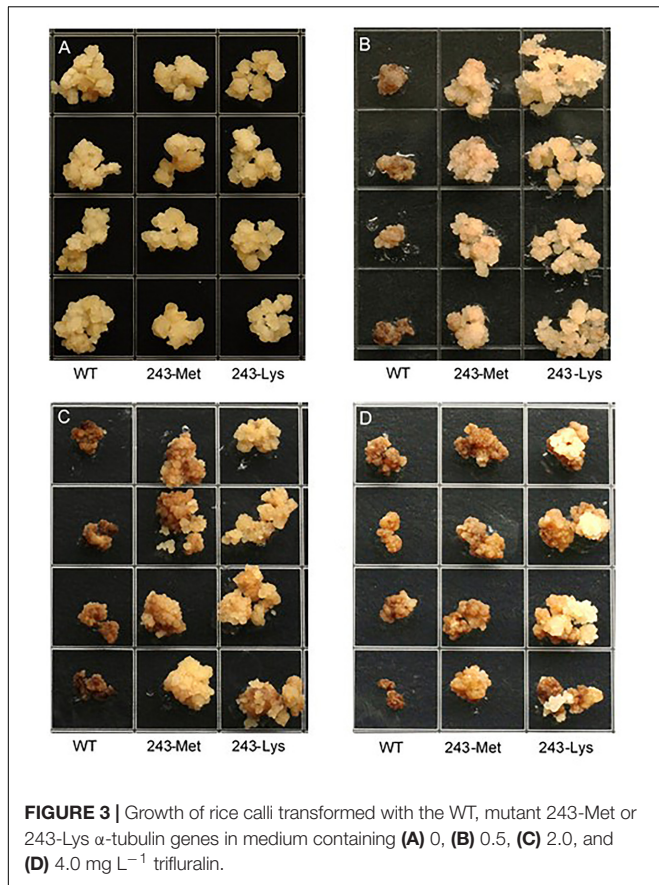 A
B
WT 243-Met 243-Lys
WT 243-Met 243-Lys
C
D
WT 243-Met 243-Lys
WT 243-Met 243-Lys
FIGURE 3 | Growth of rice calli transformed with the WT, mutant 243-Met or
243-Lys α-tubulin genes in medium containing (A) 0, (B) 0.5, (C) 2.0, and
(D) 4.0 mg L−1 trifluralin.